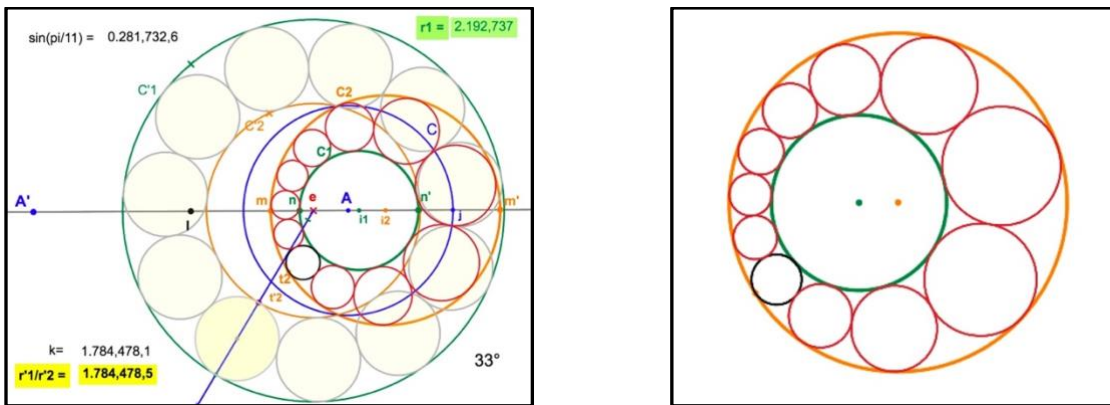 sin(pi/11) = 0.281,732,6
r1 = 2.192,737
C'1
C2
C'2
C
C1
A'
I
m
n
e
A
i1
i2
n'
j
m'
t2
t'2
k= 1.784,478,1
33°
r'1/r'2 = 1.784,478,5